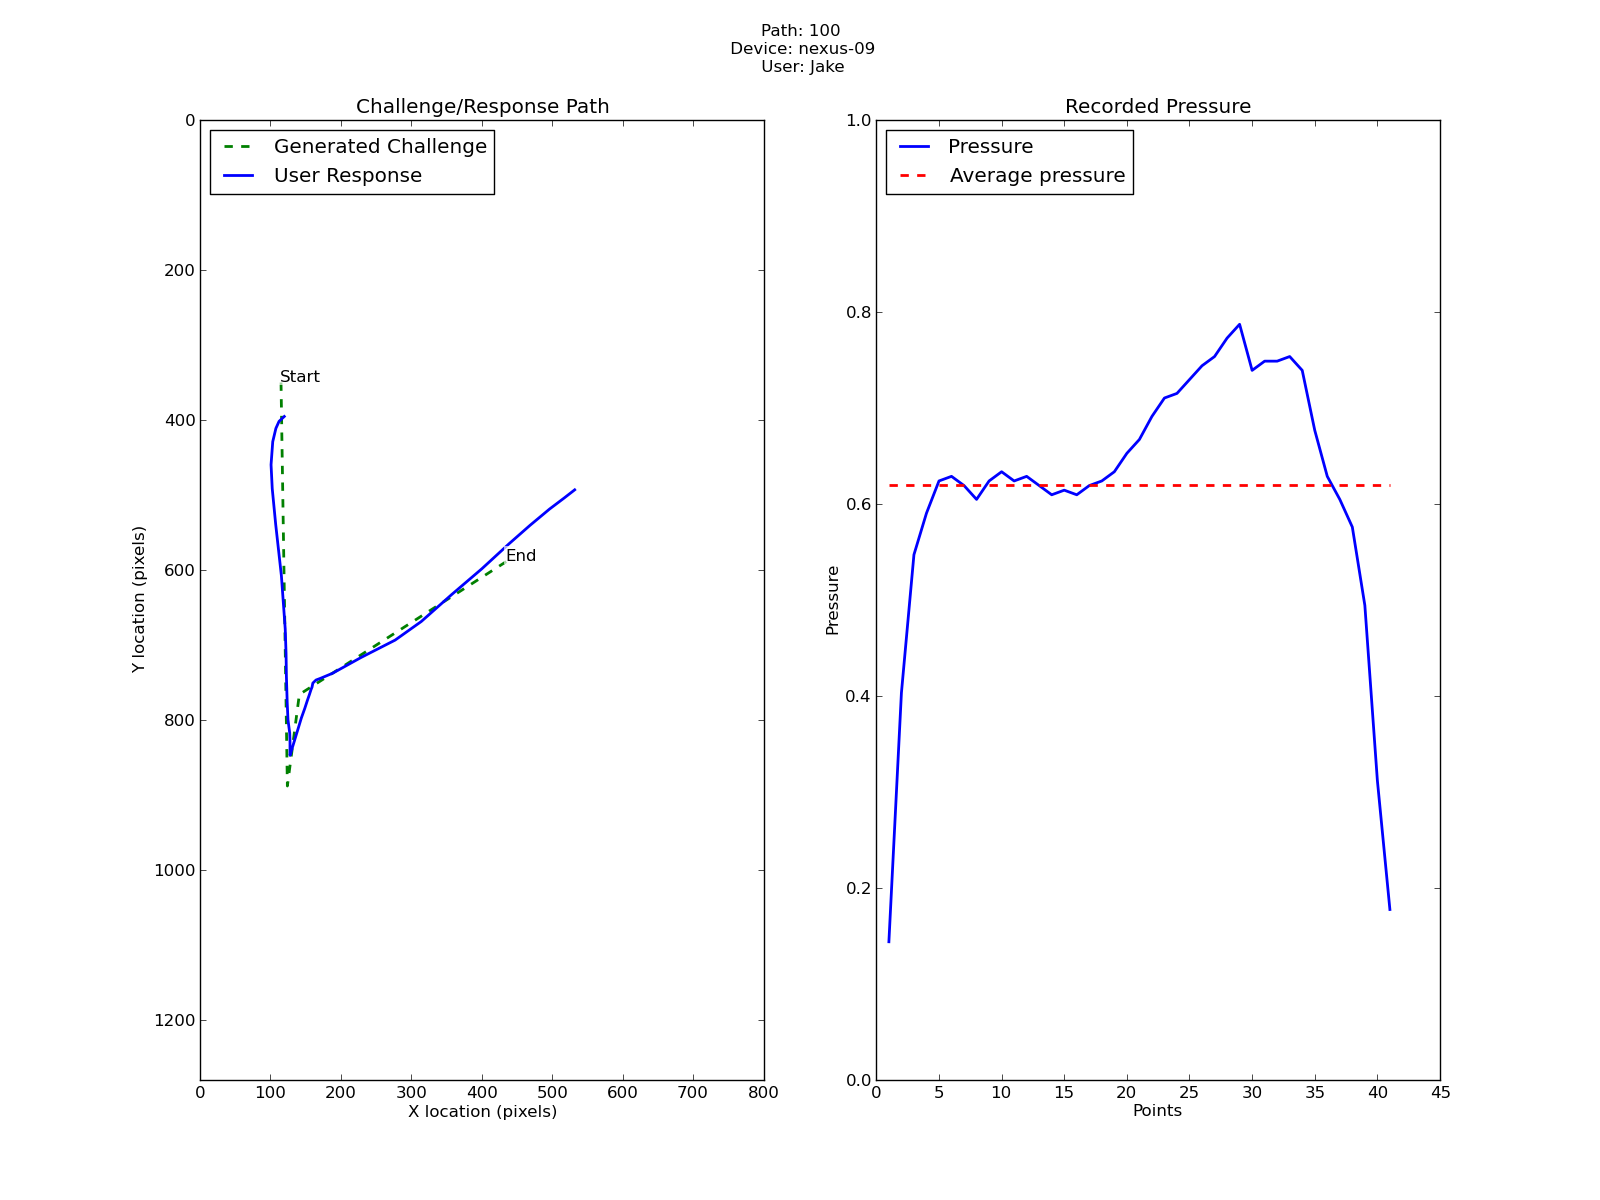 Path: 100
Device: nexus-09
User: Jake
Challenge/Response Path
Generated Challenge
User Response
0
200
400
600
800
1000
1200
Y location (pixels)
Start
End
0 100 200 300 400 500 600 700 800
X location (pixels)
Recorded Pressure
Pressure
Average pressure
1.0
0.8
0.6
0.4
0.2
0.0
Pressure
0 5 10 15 20 25 30 35 40 45
Points